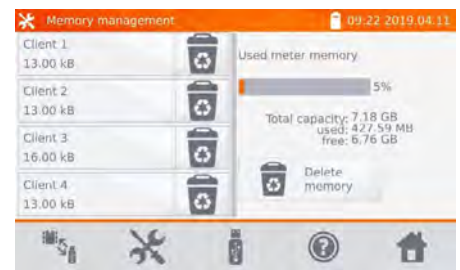 Memory management
09:22 2019.04.11
Client 1
13.00 kB
Client 2
13.00 kB
Client 3
16.00 kB
Client 4
13.00 kB
Used meter memory
5%
Total capacity: 7.18 GB
used: 427.59 MB
free: 6.76 GB
Delete
memory